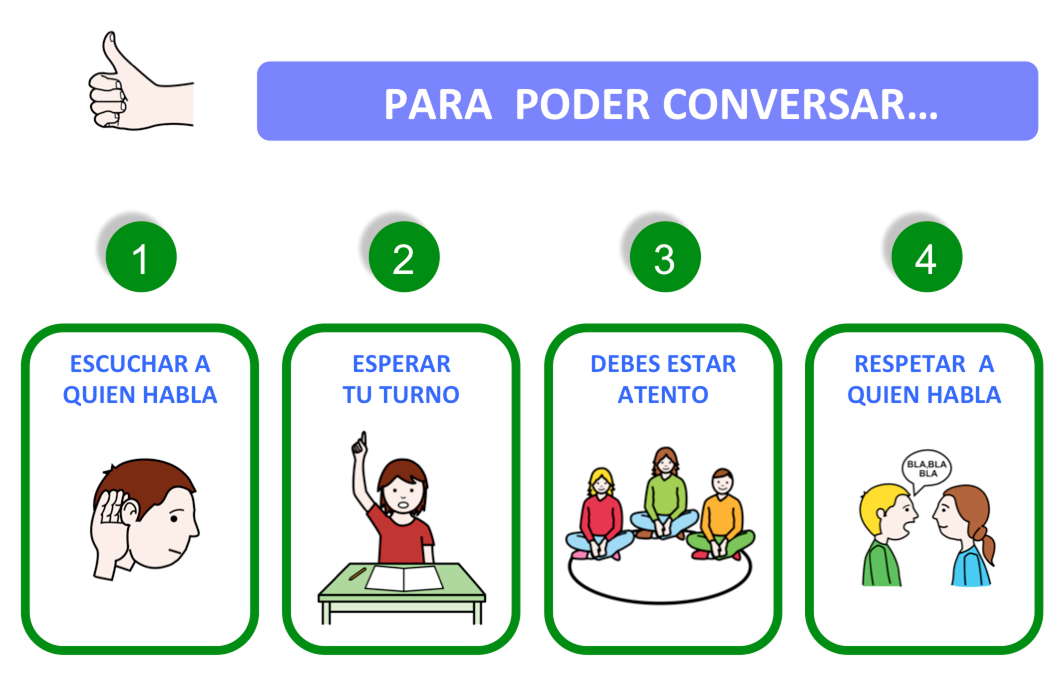 PARA PODER CONVERSAR...
1
2
3
4
ESCUCHAR A
QUIEN HABLA
ESPERAR
TU TURNO
DEBES ESTAR
ATENTO
RESPETAR A
QUIEN HABLA
BLA,BLA
BLA